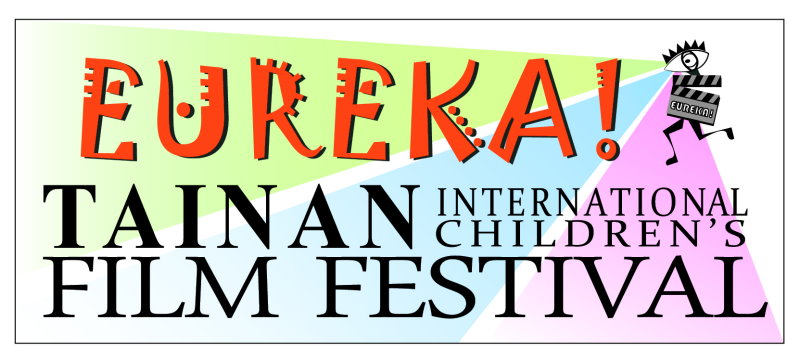 EUREKA!
EUREKA!
TAINAN INTERNATIONAL
CHILDREN'S
FILM FESTIVAL